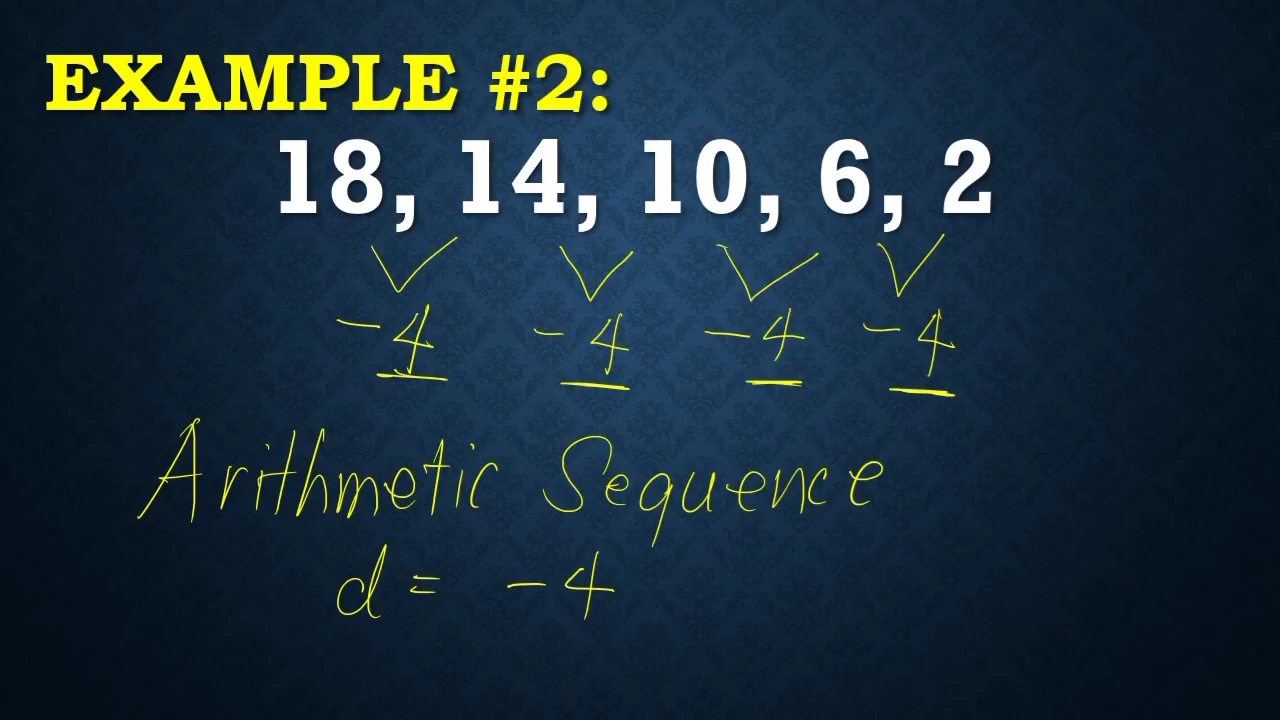 EXAMPLE #2:
18, 14, 10, 6, 2
-4 -4 -4 -4
Arithmetic Sequence
d = -4